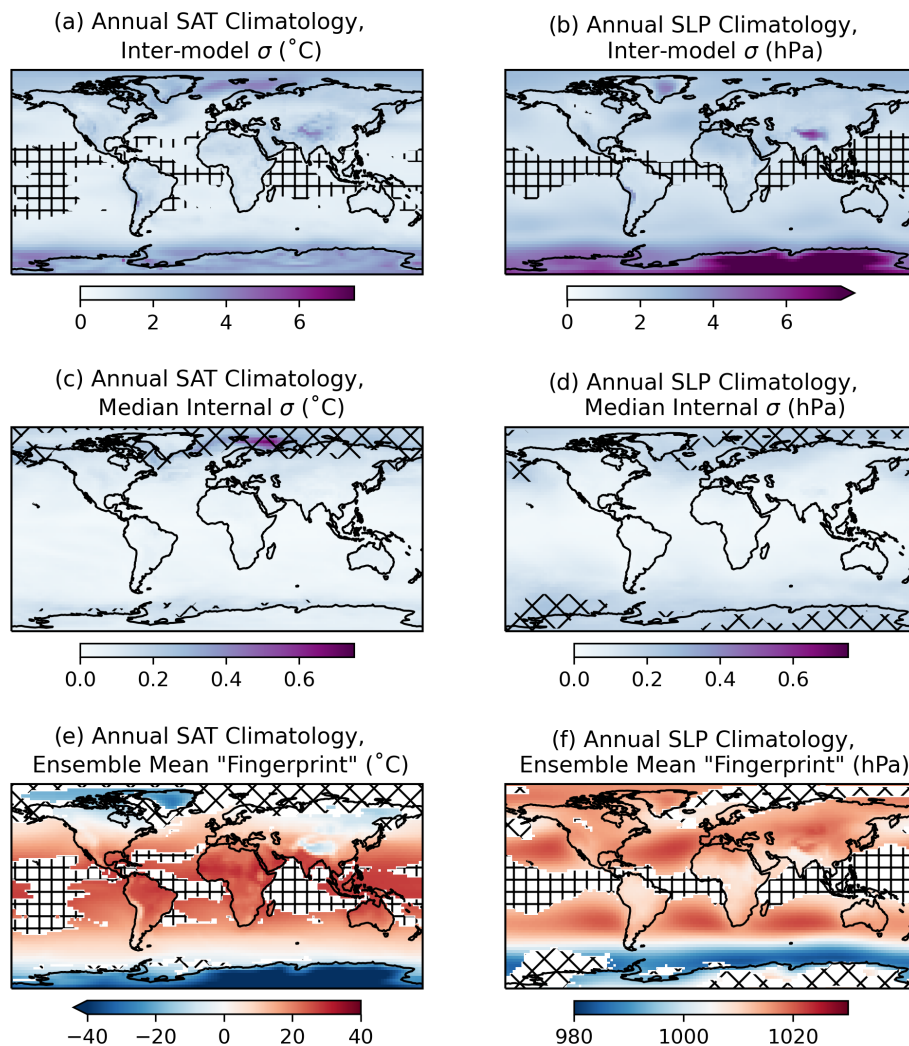 (a) Annual SAT Climatology,
Inter-model σ (˚C)
(b) Annual SLP Climatology,
Inter-model σ (hPa)
0 2 4 6
0 2 4 6
(c) Annual SAT Climatology,
Median Internal σ (˚C)
(d) Annual SLP Climatology,
Median Internal σ (hPa)
0.0 0.2 0.4 0.6
0.0 0.2 0.4 0.6
(e) Annual SAT Climatology,
Ensemble Mean "Fingerprint" (˚C)
(f) Annual SLP Climatology,
Ensemble Mean "Fingerprint" (hPa)
−40 −20 0 20 40
980 1000 1020